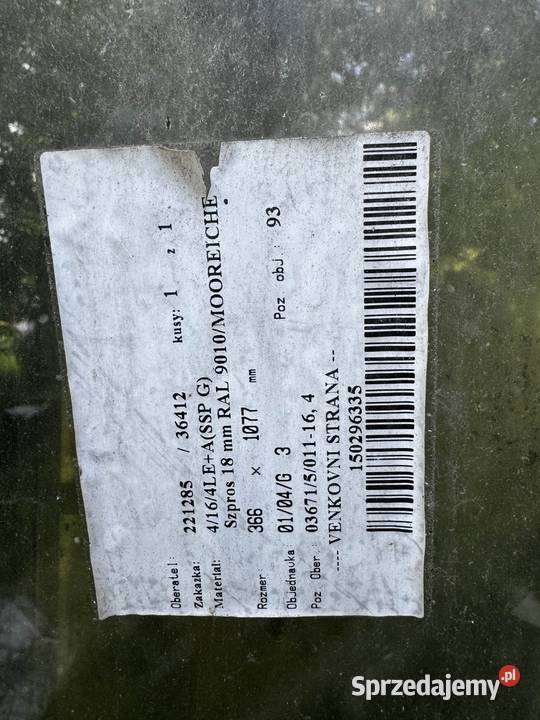 Oberatel:
Zakazka: 221285 / 36412 kusy: 1 z 1
Materiał: 4/16/4LE+A(SSP G)
Szpros 18 mm RAL 9010/MOOREICHE
Rozmer: 366 × 1077 mm
Objednauka 01/04/G 3 Poz obj : 93
Poz Ober 03671/5/011-16, 4
---- VENKOVNI STRANA --
150296335
Sprzedajemy.pl